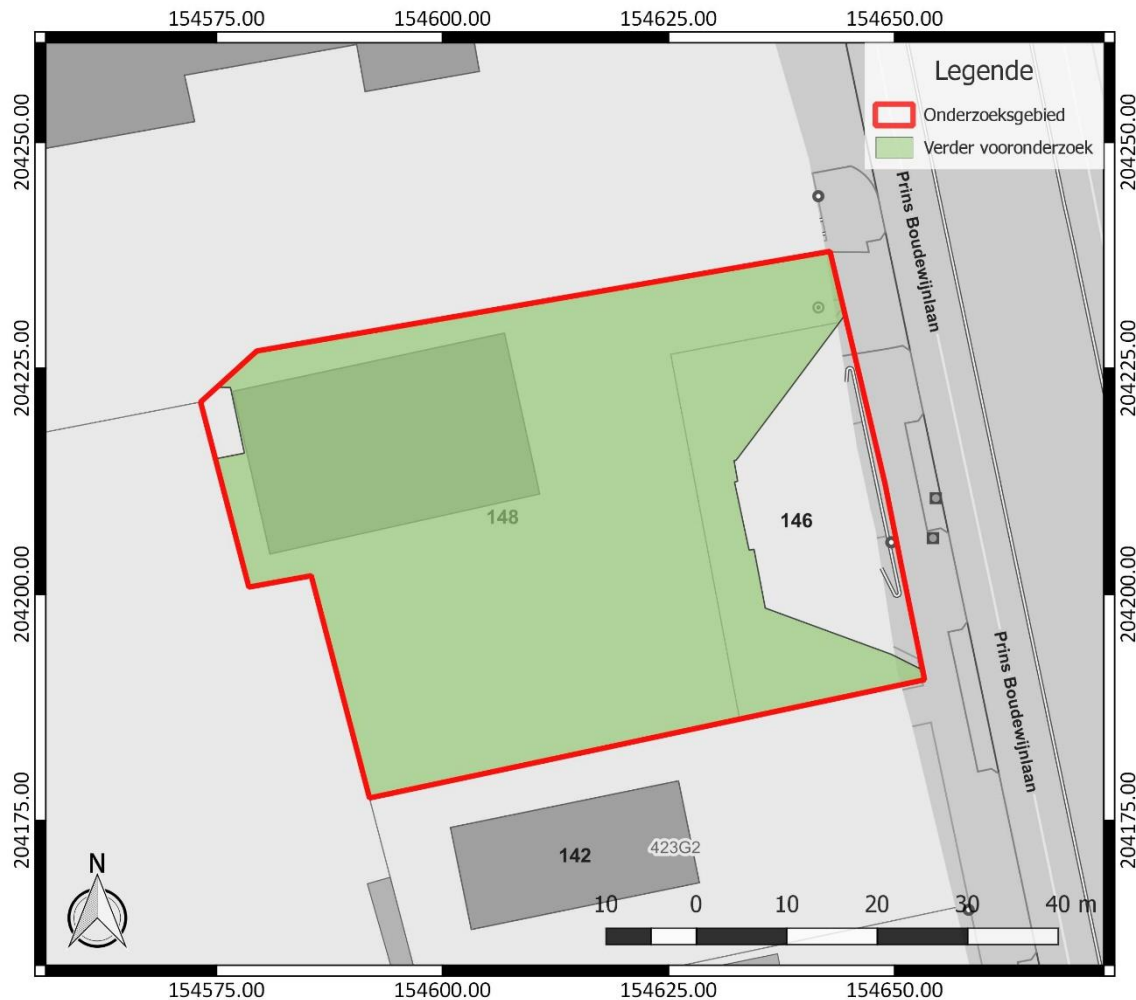 154575.00 154600.00 154625.00 154650.00
Legende
Onderzoeksgebied
Verder vooronderzoek
204250.00 204250.00
Prins Boudewijnlaan
204225.00 204225.00
148
146
204200.00 204200.00
Prins Boudewijnlaan
204175.00 204175.00
142
423G2
N
10 0 10 20 30 40 m
154575.00 154600.00 154625.00 154650.00